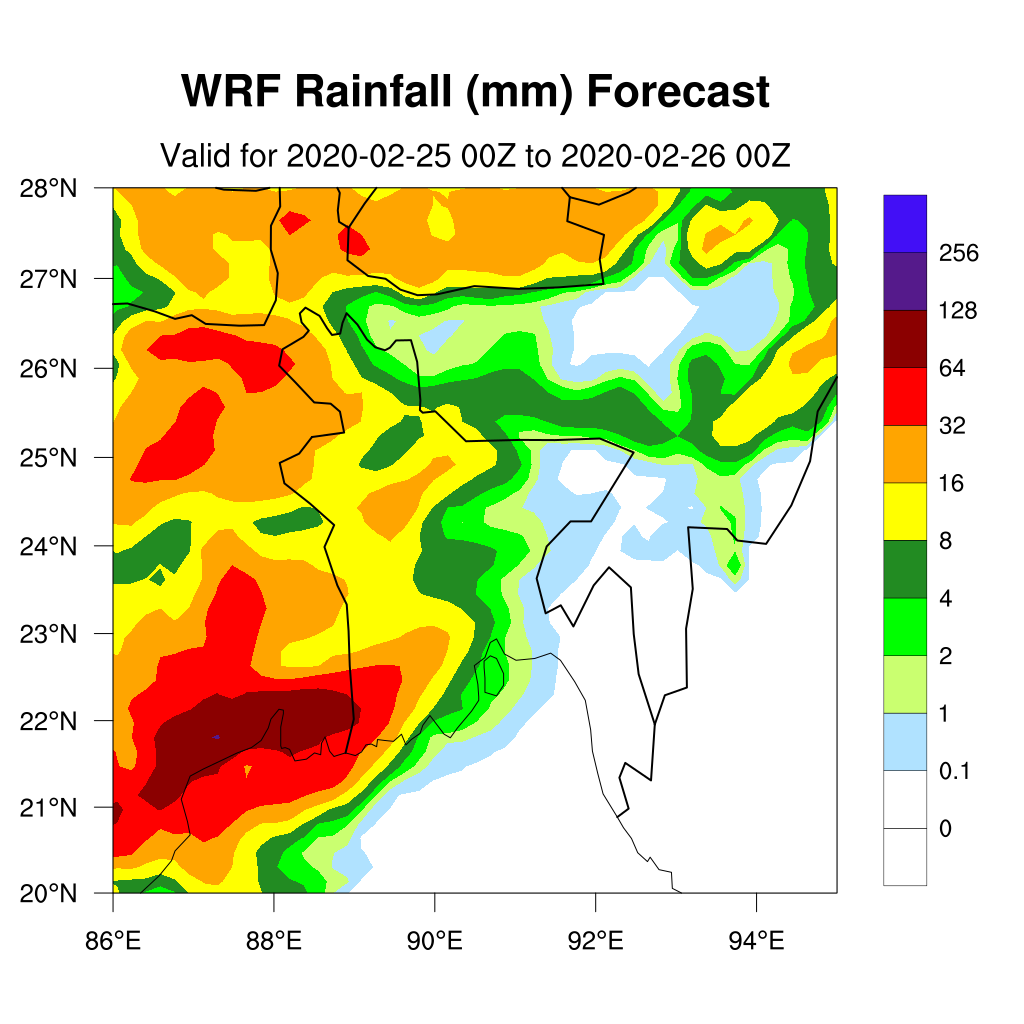 WRF Rainfall (mm) Forecast
Valid for 2020-02-25 00Z to 2020-02-26 00Z
28°N
27°N
26°N
25°N
24°N
23°N
22°N
21°N
20°N
86°E 88°E 90°E 92°E 94°E
256
128
64
32
16
8
4
2
1
0.1
0